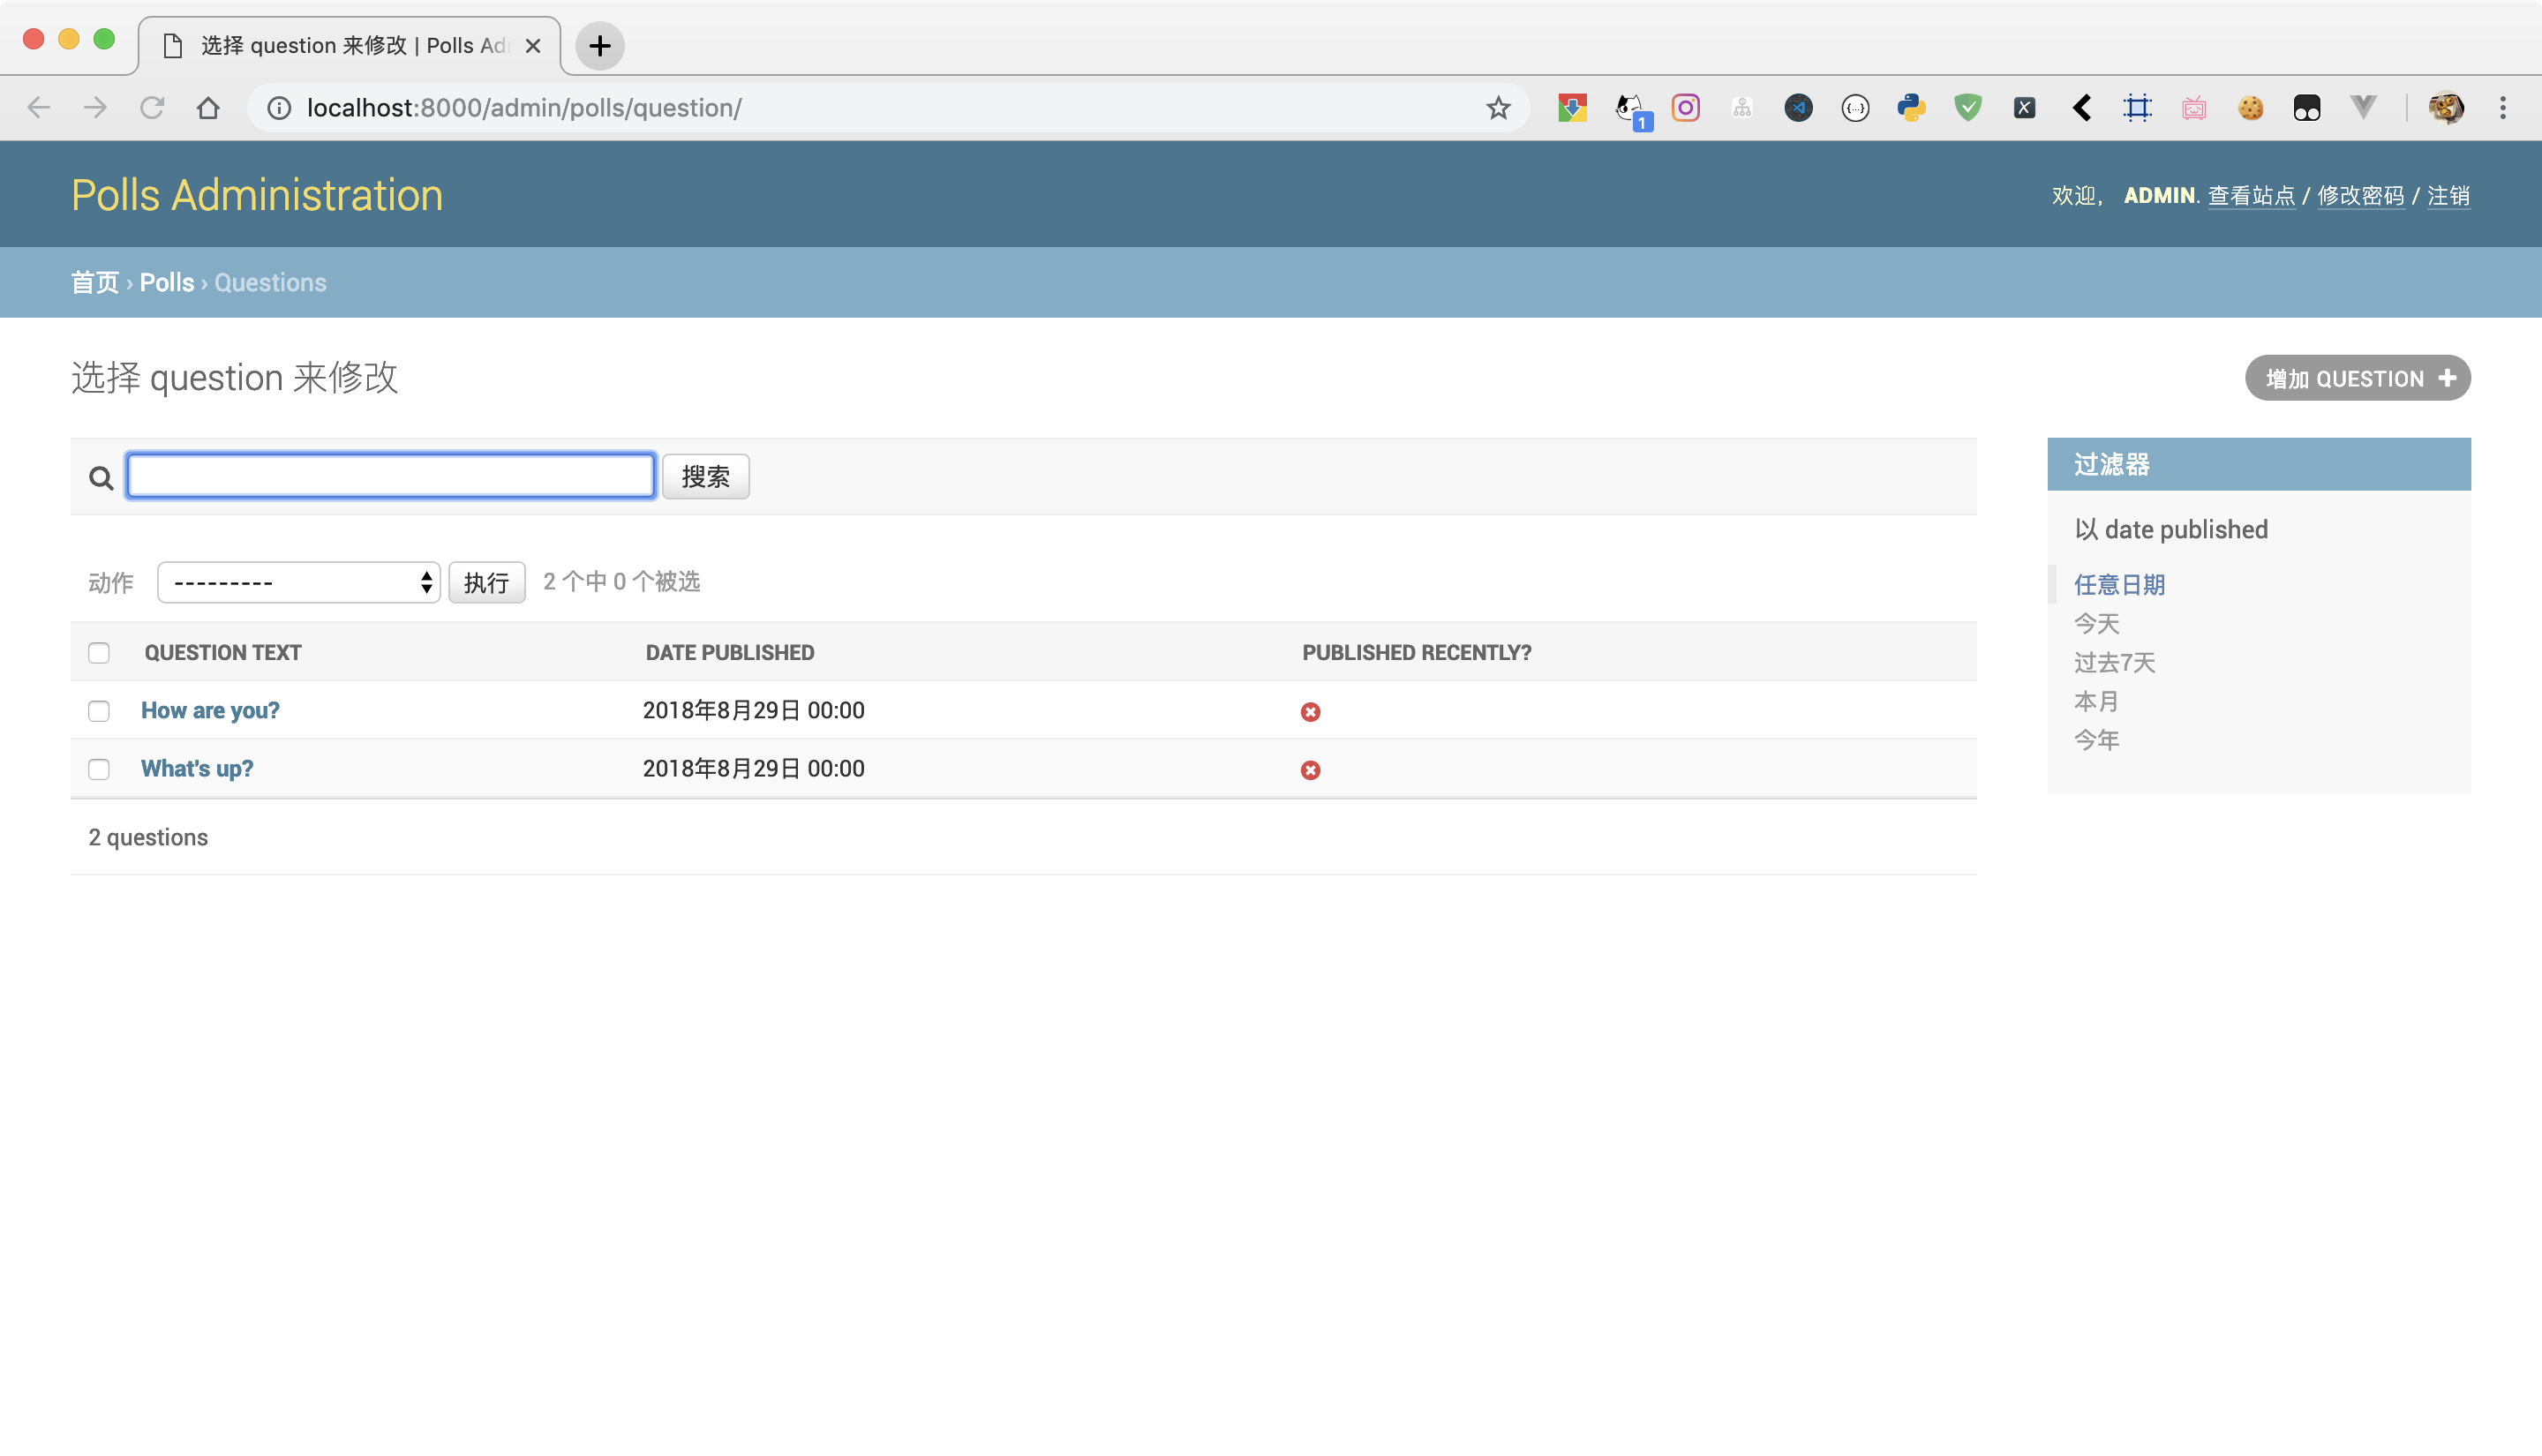 选择 question 来修改 | Polls Ad
localhost:8000/admin/polls/question/
1
Polls Administration
欢迎, ADMIN. 查看站点 / 修改密码 / 注销
首页 › Polls › Questions
选择 question 来修改
增加 QUESTION +
搜索
动作 --------- 执行 2 个中 0 个被选
QUESTION TEXT DATE PUBLISHED PUBLISHED RECENTLY?
How are you? 2018年8月29日 00:00
What's up? 2018年8月29日 00:00
2 questions
过滤器
以 date published
任意日期
今天
过去7天
本月
今年